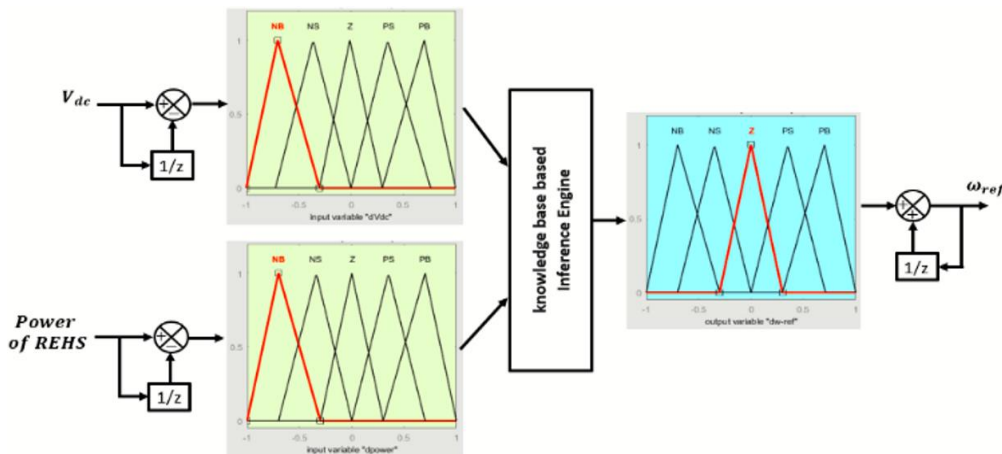 NB NS Z PS PB
1
0.5
0
-1 -0.5 0 0.5 1
input variable "dVdc"
V_dc
+
−
1/z
NB NS Z PS PB
1
0.5
0
-1 -0.5 0 0.5 1
input variable "dpower"
Power
of REHS
+
−
1/z
knowledge base based
Inference Engine
NB NS Z PS PB
1
0.5
0
-1 -0.5 0 0.5 1
output variable "dw-ref"
+
+
1/z
ω_ref